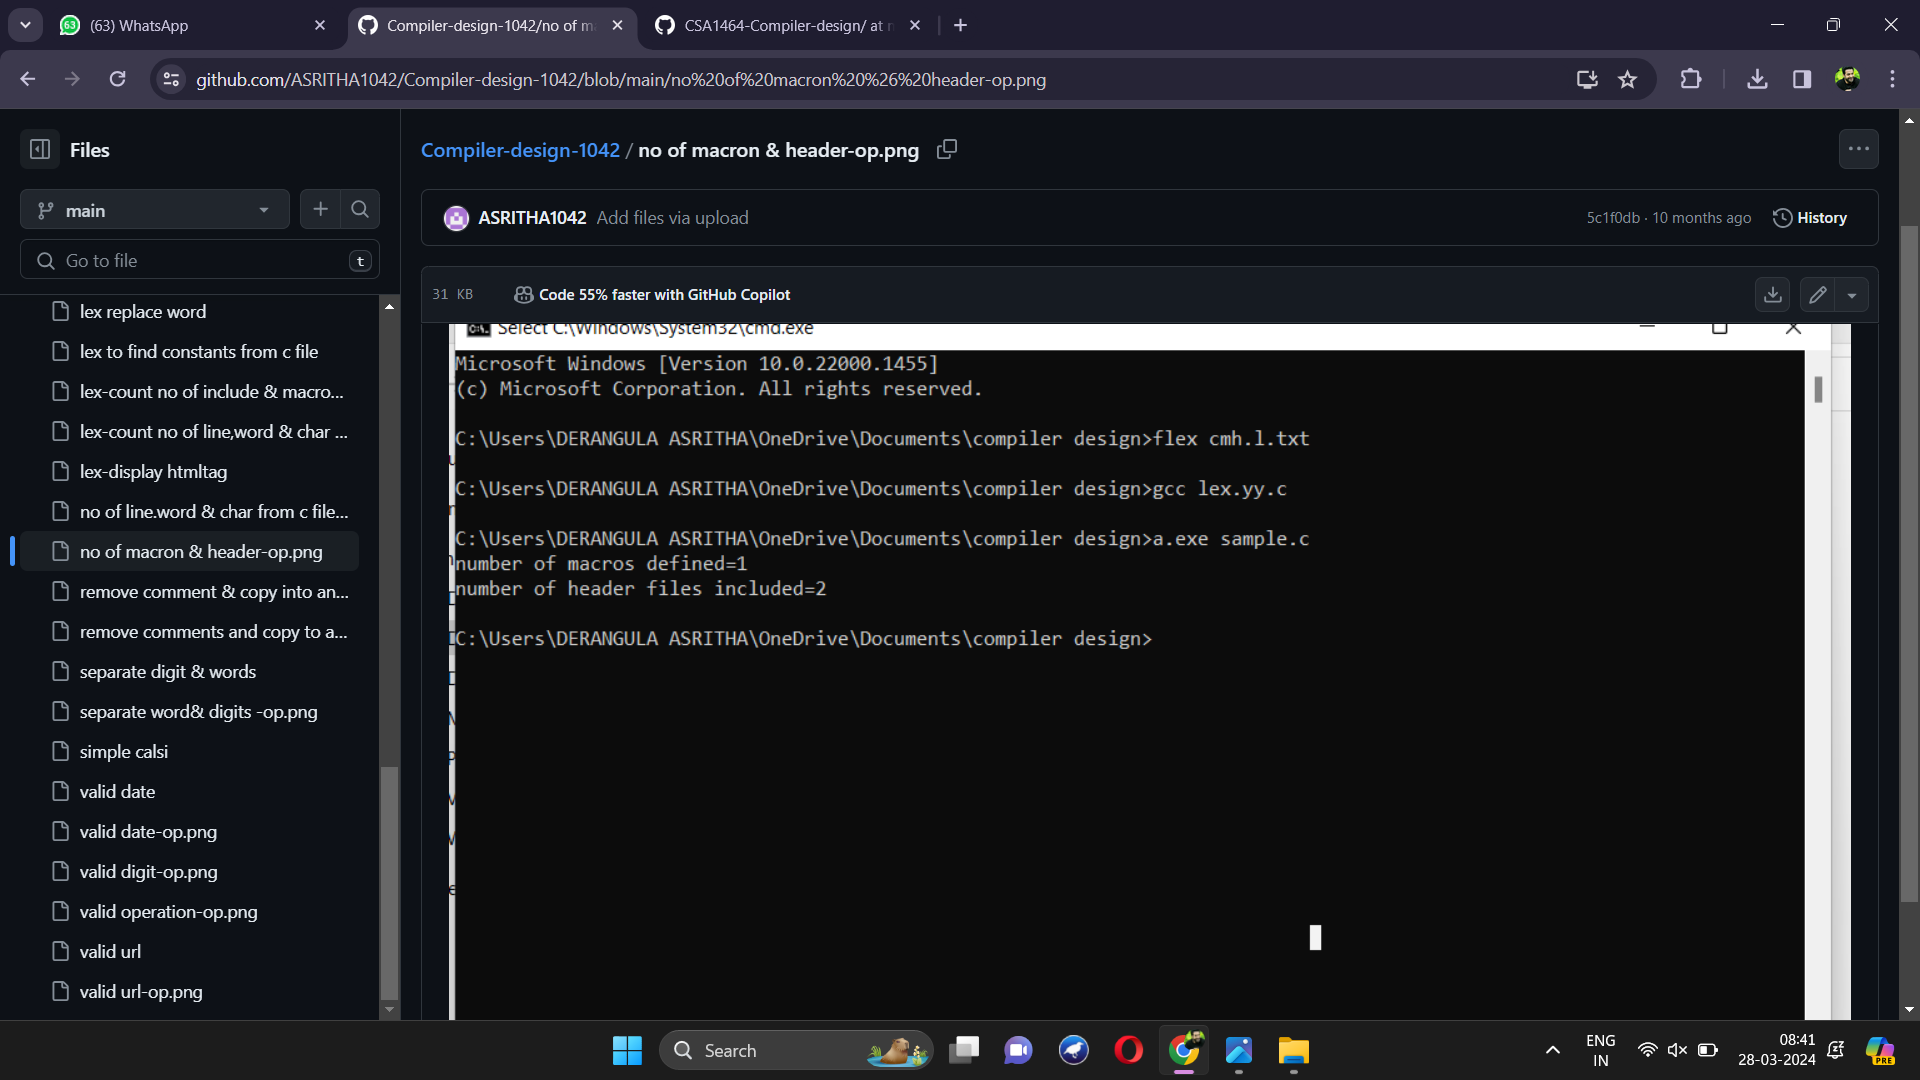 (63) WhatsApp
Compiler-design-1042/no of m
CSA1464-Compiler-design/ at
github.com/ASRITHA1042/Compiler-design-1042/blob/main/no%20of%20macron%20%26%20header-op.png
Files
Compiler-design-1042 / no of macron & header-op.png
main
ASRITHA1042 Add files via upload
5c1f0db · 10 months ago
History
Go to file
t
31 KB
Code 55% faster with GitHub Copilot
lex replace word
lex to find constants from c file
lex-count no of include & macro...
lex-count no of line,word & char ...
lex-display htmltag
no of line.word & char from c file...
no of macron & header-op.png
remove comment & copy into an...
remove comments and copy to a...
separate digit & words
separate word& digits -op.png
simple calsi
valid date
valid date-op.png
valid digit-op.png
valid operation-op.png
valid url
valid url-op.png
Select C:\Windows\System32\cmd.exe
Microsoft Windows [Version 10.0.22000.1455]
(c) Microsoft Corporation. All rights reserved.
C:\Users\DERANGULA ASRITHA\OneDrive\Documents\compiler design>flex cmh.l.txt
C:\Users\DERANGULA ASRITHA\OneDrive\Documents\compiler design>gcc lex.yy.c
C:\Users\DERANGULA ASRITHA\OneDrive\Documents\compiler design>a.exe sample.c
number of macros defined=1
number of header files included=2
C:\Users\DERANGULA ASRITHA\OneDrive\Documents\compiler design>
Search
ENG
IN
08:41
28-03-2024
PRE